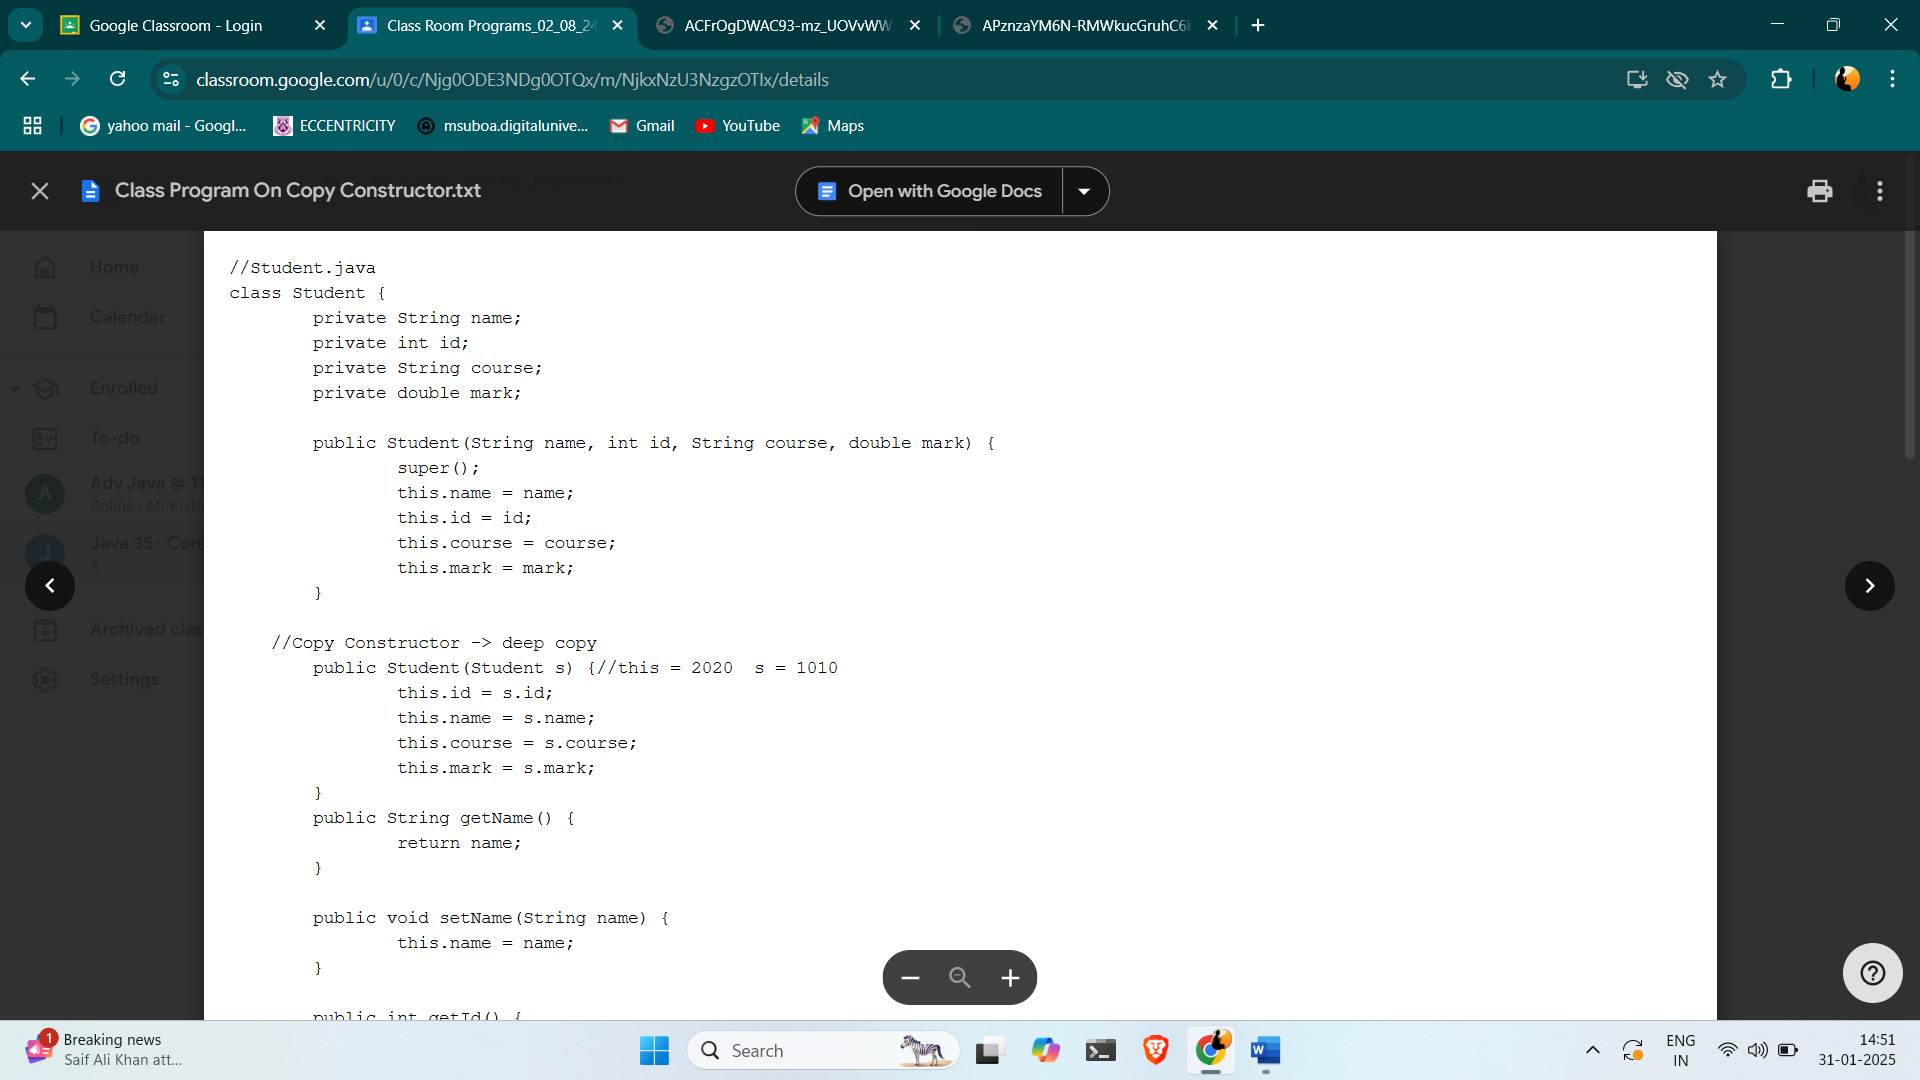 Google Classroom - Login
Class Room Programs_02_08_24
ACFrOgDWAC93-mz_UOVvWW
APznzaYM6N-RMWkucGruhC6
classroom.google.com/u/0/c/Njg0ODE3NDg0OTQx/m/NjkxNzU3NzgzOTIx/details
yahoo mail - Googl...
ECCENTRICITY
msuboa.digitalunive...
Gmail
YouTube
Maps
Class Program On Copy Constructor.txt
Open with Google Docs
Home
Calendar
Enrolled
To-do
A
Adv Java @ 11
Online - Mr.Kish
J
Java 35- Core
A
Archived clas
Settings
//Student.java
class Student {
private String name;
private int id;
private String course;
private double mark;
public Student(String name, int id, String course, double mark) {
super();
this.name = name;
this.id = id;
this.course = course;
this.mark = mark;
}
//Copy Constructor -> deep copy
public Student(Student s) {//this = 2020  s = 1010
this.id = s.id;
this.name = s.name;
this.course = s.course;
this.mark = s.mark;
}
public String getName() {
return name;
}
public void setName(String name) {
this.name = name;
}
public int getId() {
1
Breaking news
Saif Ali Khan att...
Search
ENG
IN
14:51
31-01-2025